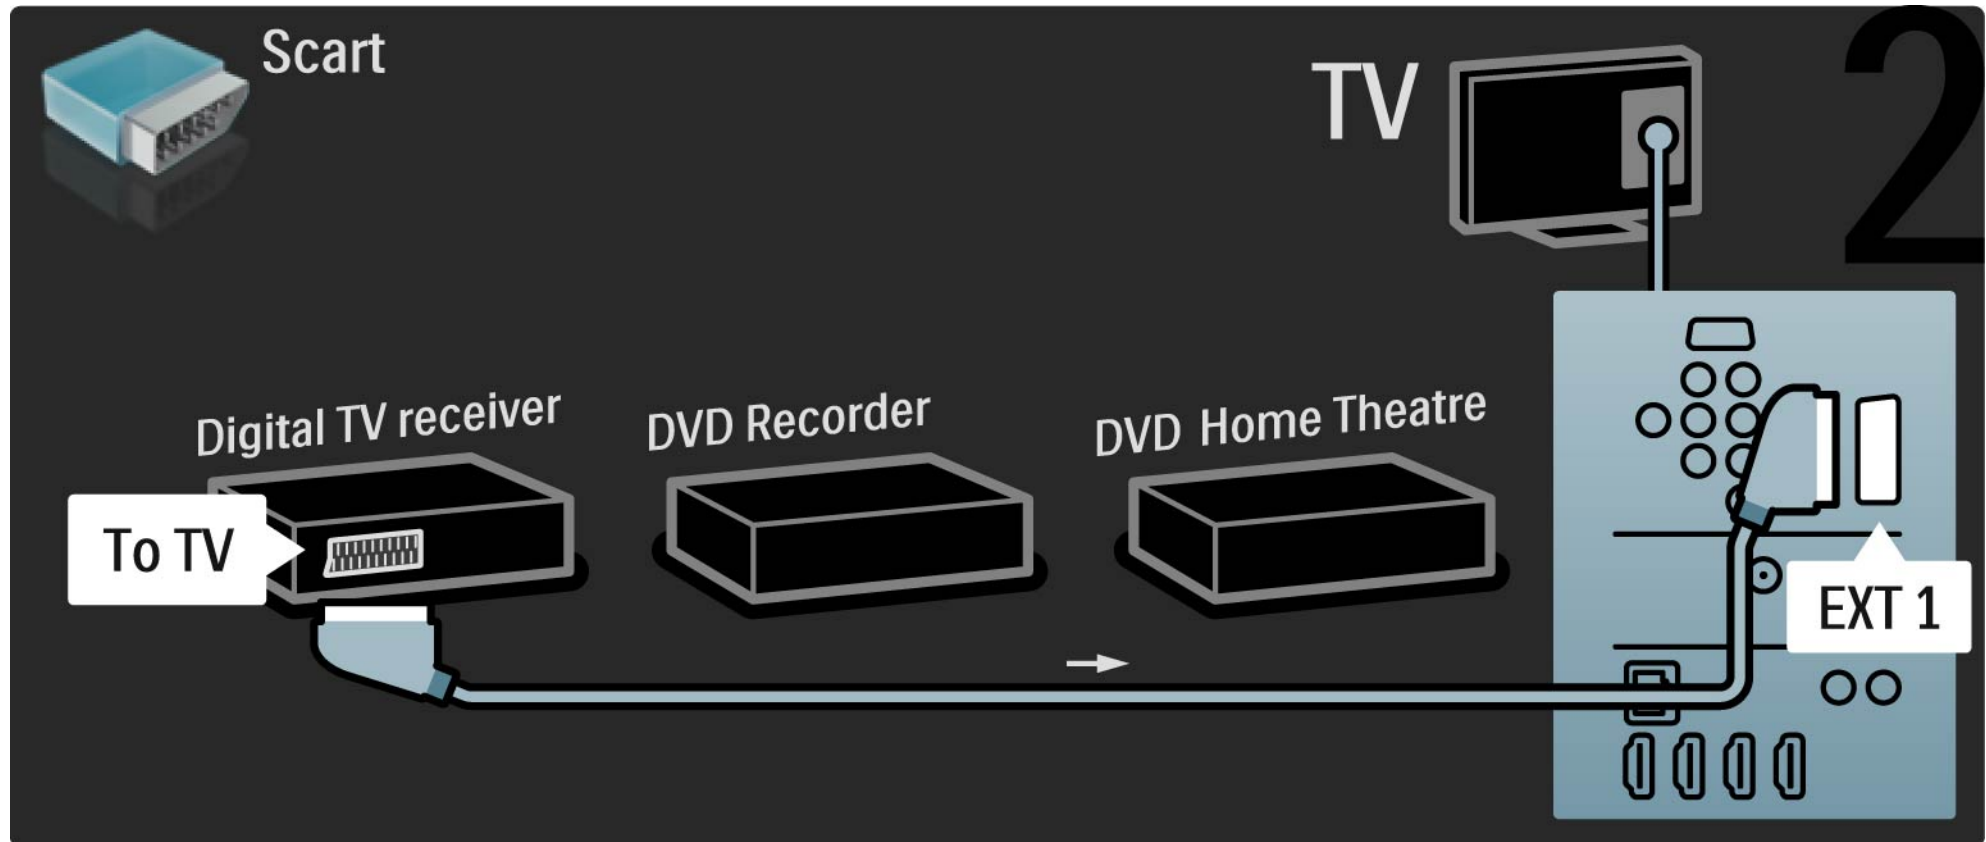 Scart
TV
2
Digital TV receiver
DVD Recorder
DVD Home Theatre
To TV
EXT 1